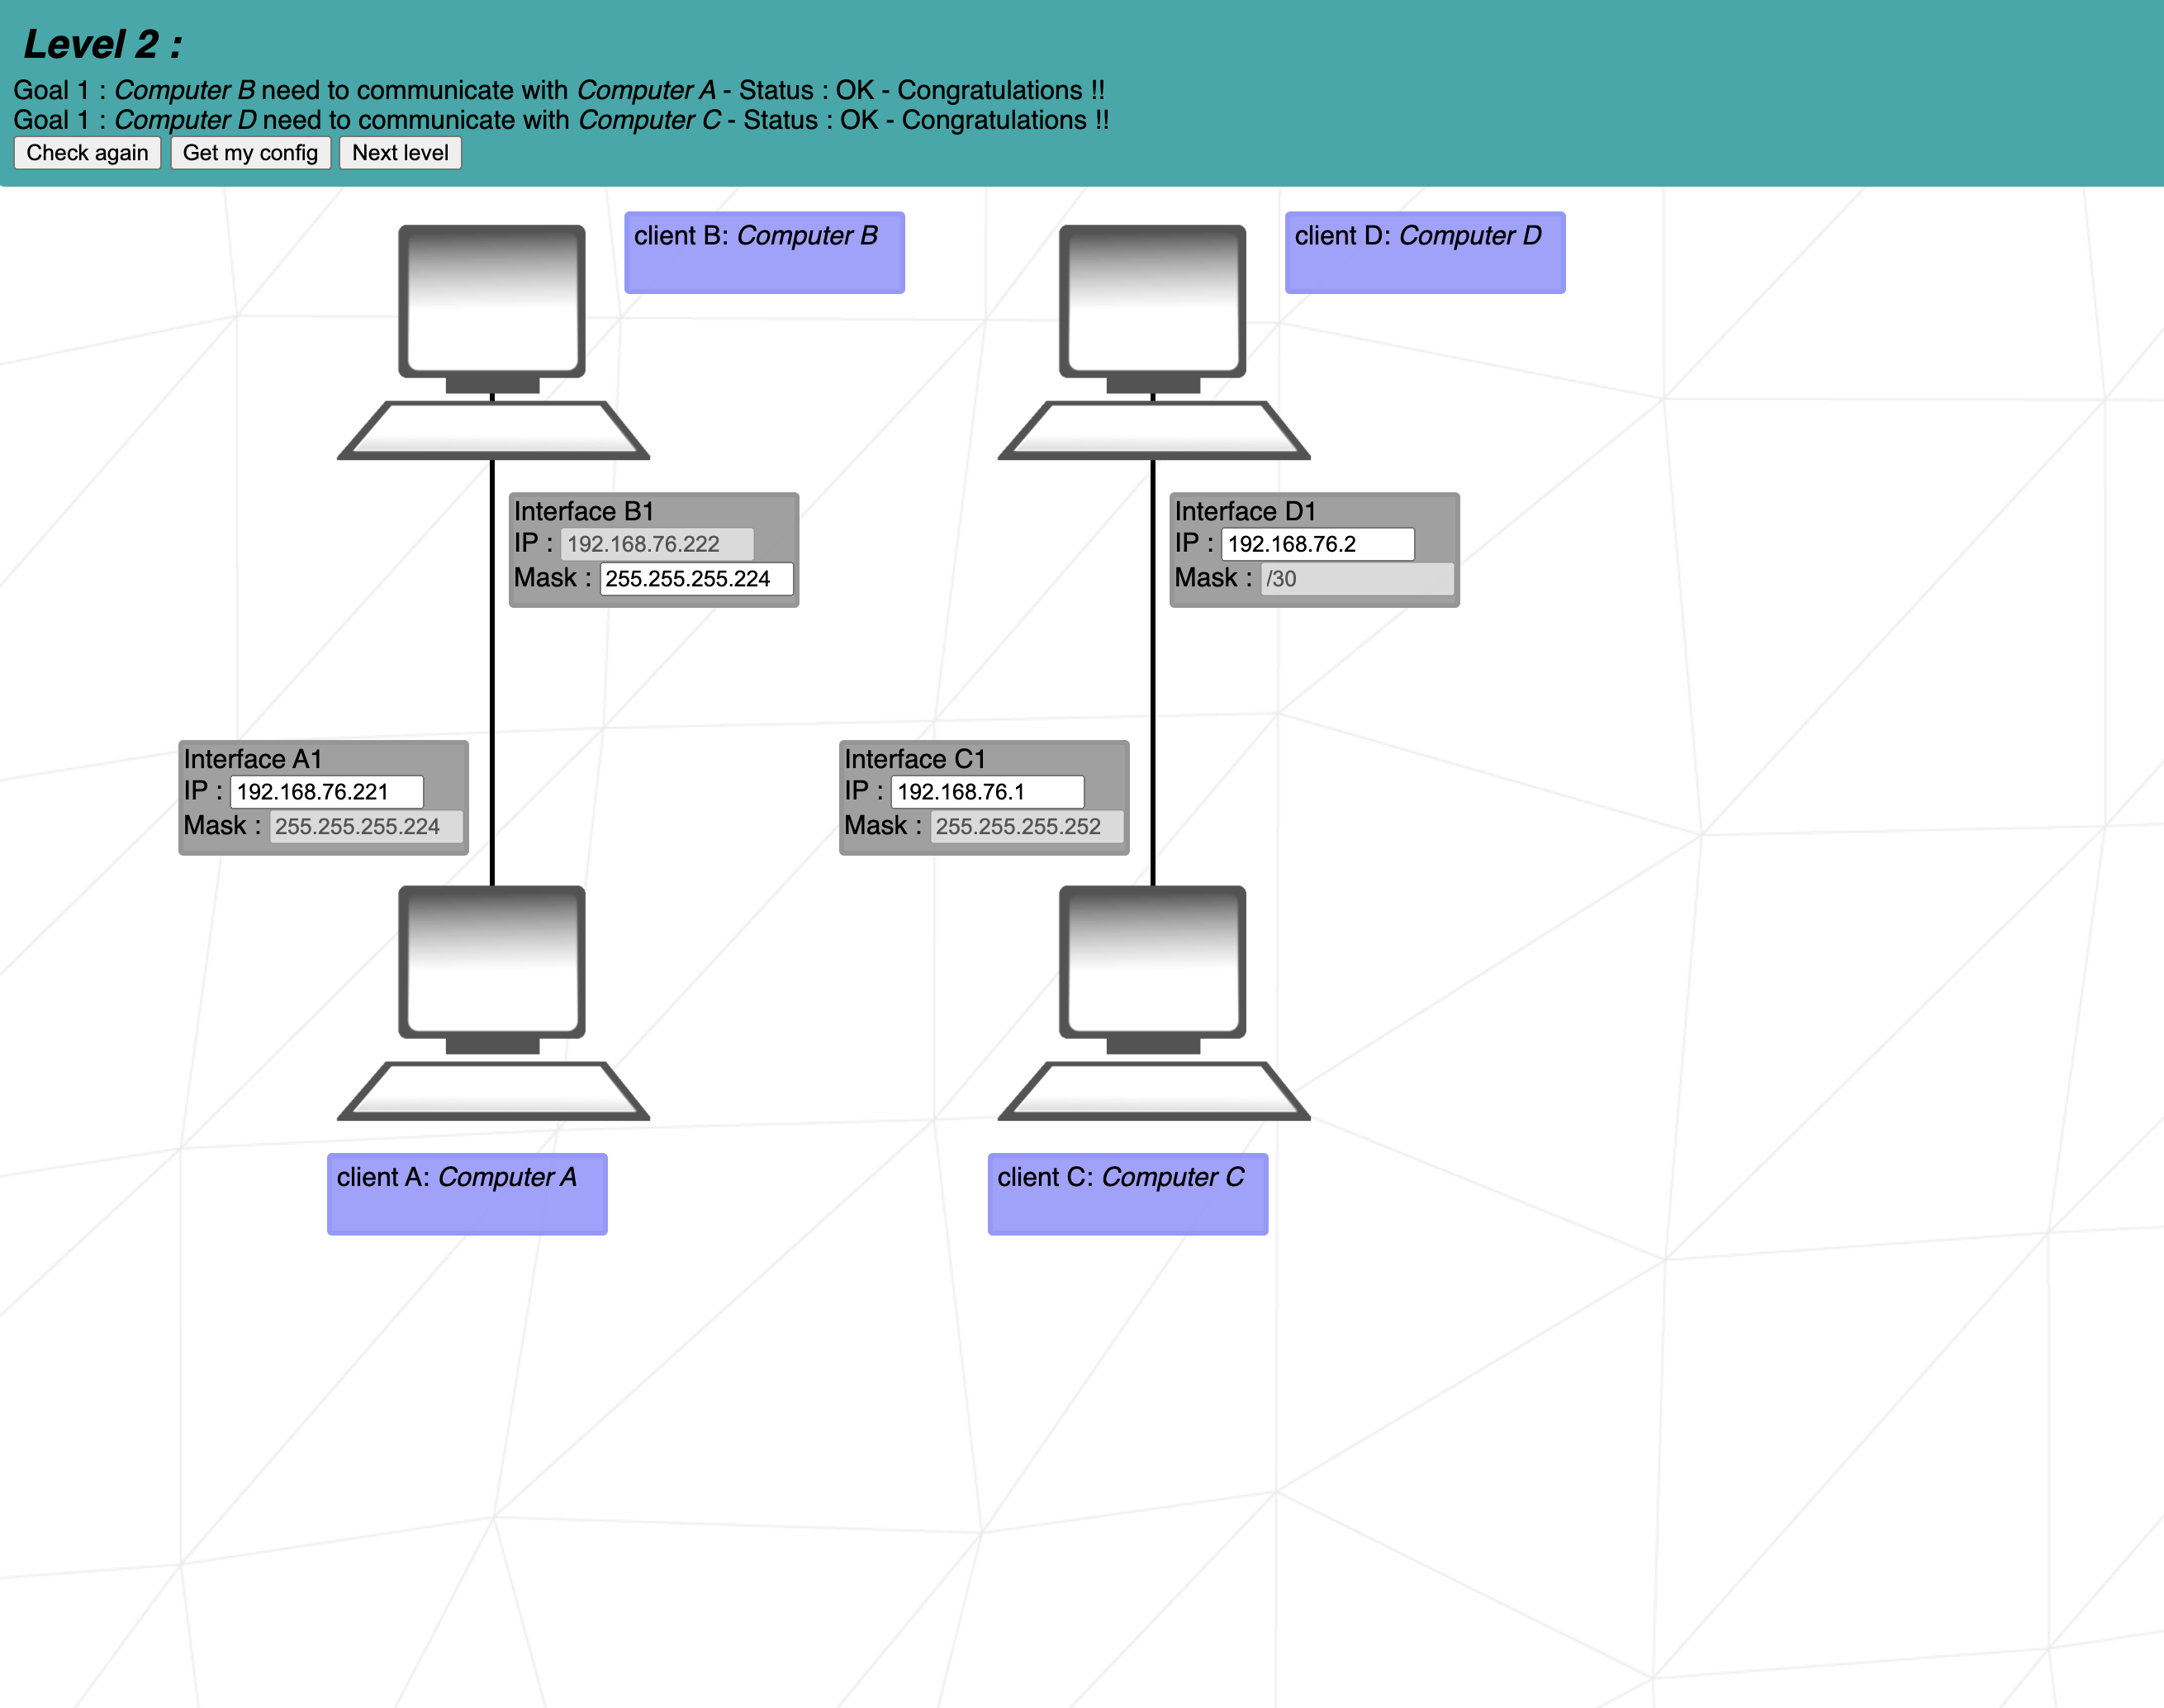 Level 2 :
Goal 1 : Computer B need to communicate with Computer A - Status : OK - Congratulations !!
Goal 1 : Computer D need to communicate with Computer C - Status : OK - Congratulations !!
Check again Get my config Next level
client B: Computer B
client D: Computer D
Interface B1
IP : 192.168.76.222
Mask : 255.255.255.224
Interface D1
IP : 192.168.76.2
Mask : /30
Interface A1
IP : 192.168.76.221
Mask : 255.255.255.224
Interface C1
IP : 192.168.76.1
Mask : 255.255.255.252
client A: Computer A
client C: Computer C